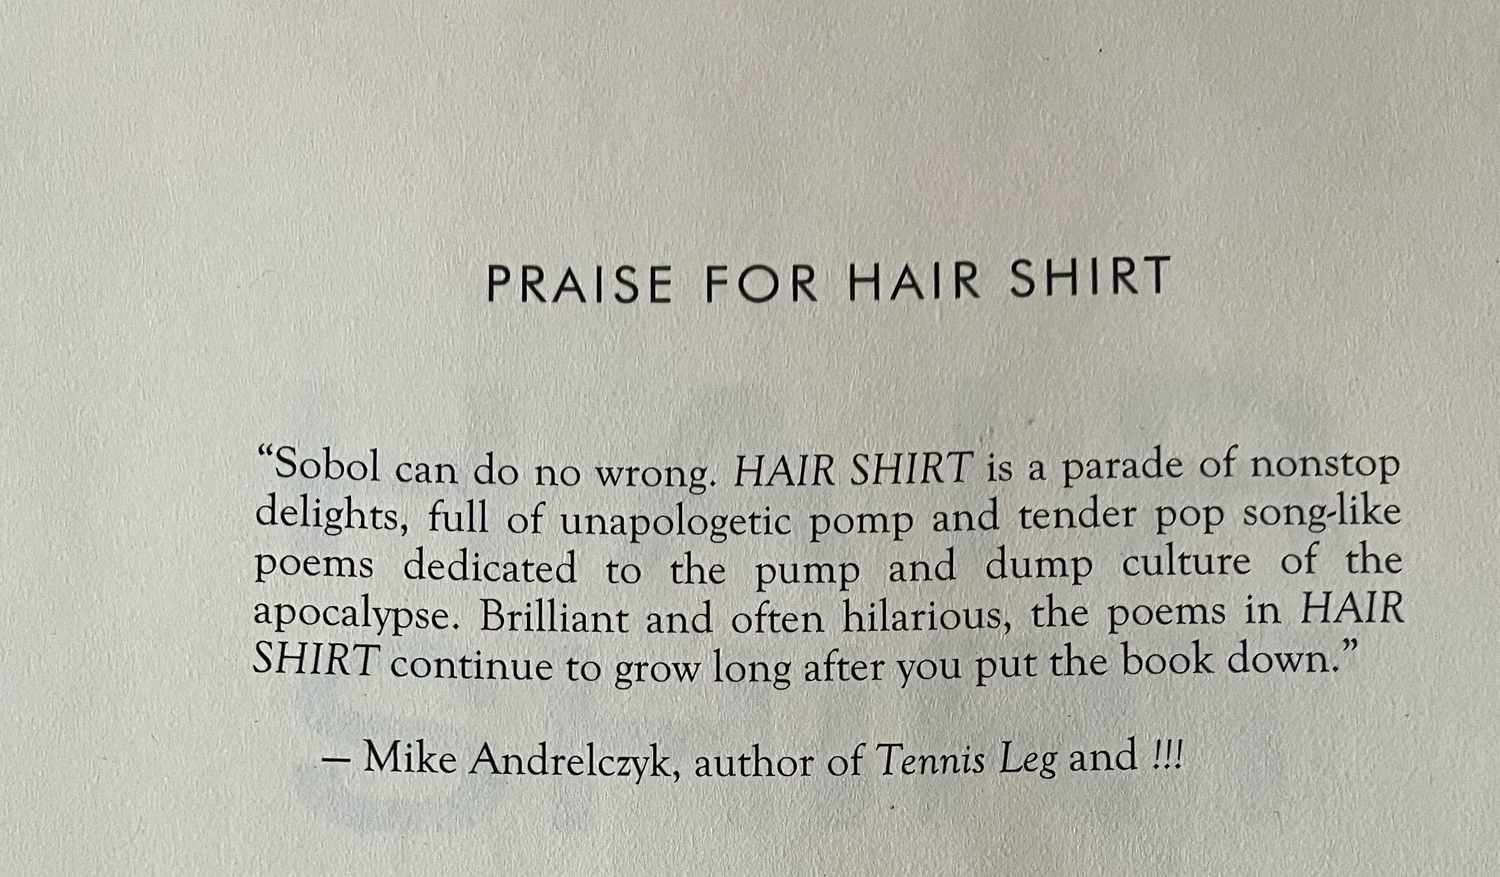 PRAISE FOR HAIR SHIRT
“Sobol can do no wrong. HAIR SHIRT is a parade of nonstop
delights, full of unapologetic pomp and tender pop song-like
poems dedicated to the pump and dump culture of the
apocalypse. Brilliant and often hilarious, the poems in HAIR
SHIRT continue to grow long after you put the book down.”
– Mike Andrelczyk, author of Tennis Leg and !!!